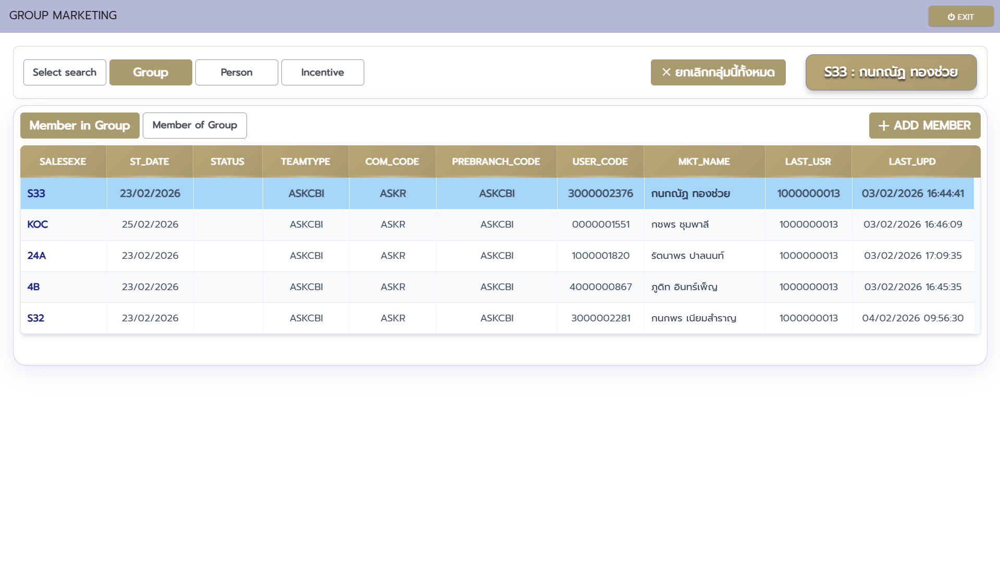 GROUP MARKETING
EXIT
Select search Group Person Incentive ยกเลิกกลุ่มนี้ทั้งหมด S33 : กนกณัฏ ทองช่วย
Member in Group Member of Group ADD MEMBER
SALESEXE ST_DATE STATUS TEAMTYPE COM_CODE PREBRANCH_CODE USER_CODE MKT_NAME LAST_USR LAST_UPD
S33 23/02/2026 ASKCBI ASKR ASKCBI 3000002376 กนกณัฏ ทองช่วย 1000000013 03/02/2026 16:44:41
KOC 25/02/2026 ASKCBI ASKR ASKCBI 0000001551 กชพร ชุมพาลี 1000000013 03/02/2026 16:46:09
24A 23/02/2026 ASKCBI ASKR ASKCBI 1000001820 รัตนาพร ปาลนนท์ 1000000013 03/02/2026 17:09:35
4B 23/02/2026 ASKCBI ASKR ASKCBI 4000000867 ภูดิท อินทร์เพ็ญ 1000000013 03/02/2026 16:45:35
S32 23/02/2026 ASKCBI ASKR ASKCBI 3000002281 กนกพร เนียมสำราญ 1000000013 04/02/2026 09:56:30